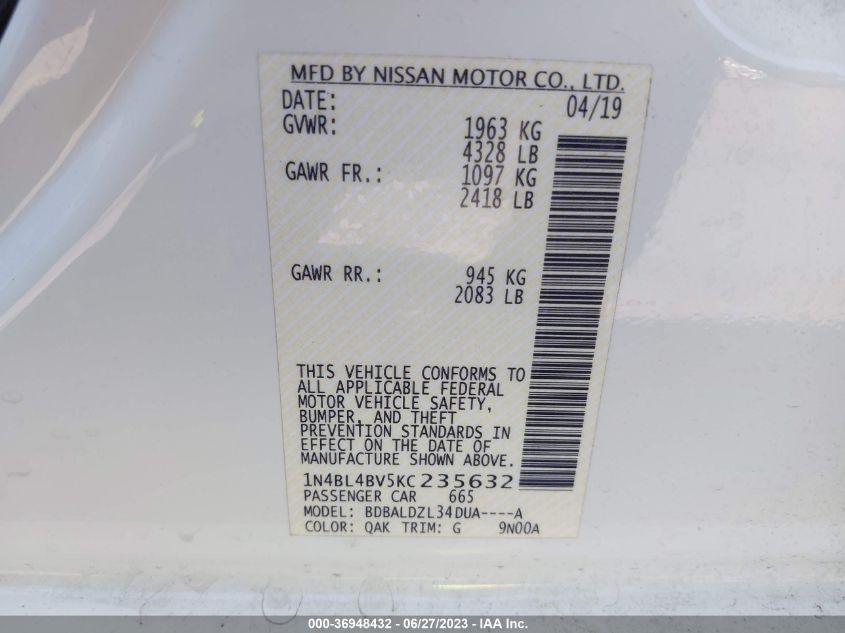 MFD BY NISSAN MOTOR CO., LTD.
DATE: 04/19
GVWR: 1963 KG
4328 LB
GAWR FR.: 1097 KG
2418 LB
GAWR RR.: 945 KG
2083 LB
THIS VEHICLE CONFORMS TO
ALL APPLICABLE FEDERAL
MOTOR VEHICLE SAFETY,
BUMPER, AND THEFT
PREVENTION STANDARDS IN
EFFECT ON THE DATE OF
MANUFACTURE SHOWN ABOVE.
1N4BL4BV5KC235632
PASSENGER CAR 665
MODEL: BDBALDZL34DUA----A
COLOR: QAK TRIM: G 9N00A
000-36948432 - 06/27/2023 - IAA Inc.